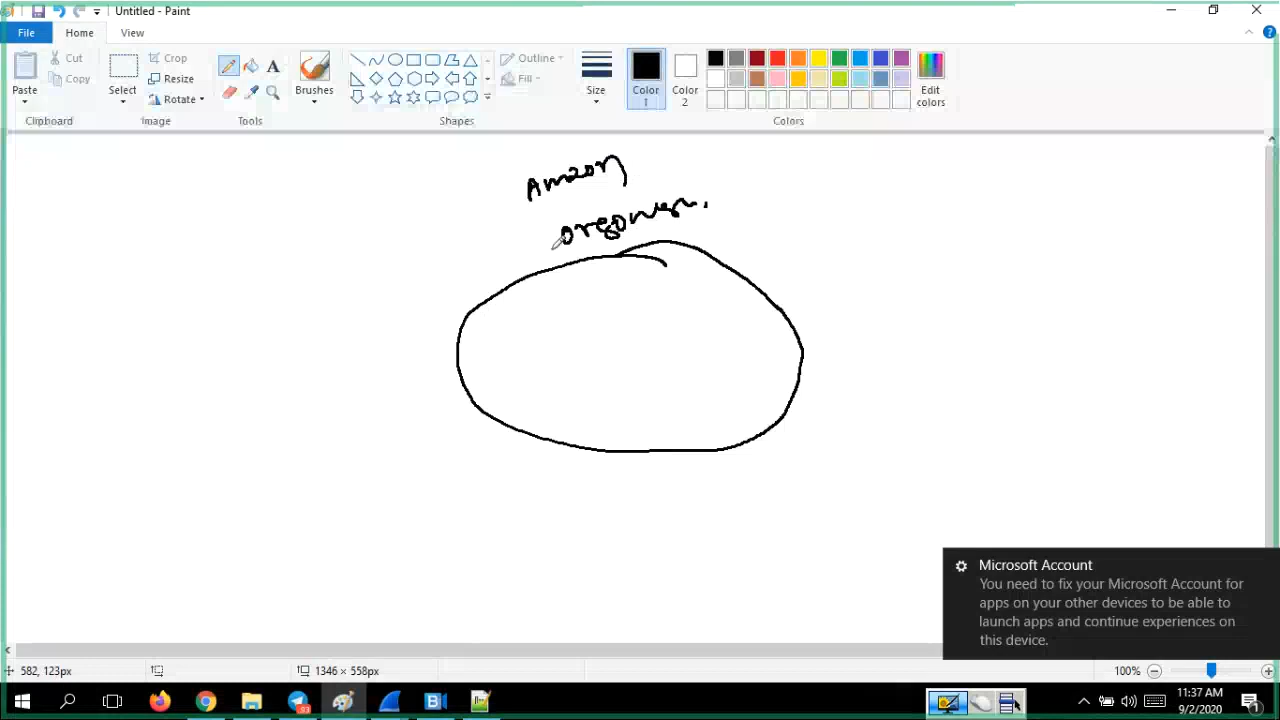 Untitled - Paint
File
Home
View
Paste
Cut
Copy
Clipboard
Select
Crop
Resize
Rotate
Image
A
Tools
Brushes
Outline
Fill
Shapes
Size
Color
1
Color
2
Edit
colors
Colors
Amazon
Microsoft Account
You need to fix your Microsoft Account for
apps on your other devices to be able to
launch apps and continue experiences on
this device.
582, 123px
1346 × 558px
100%
11:37 AM
9/2/2020